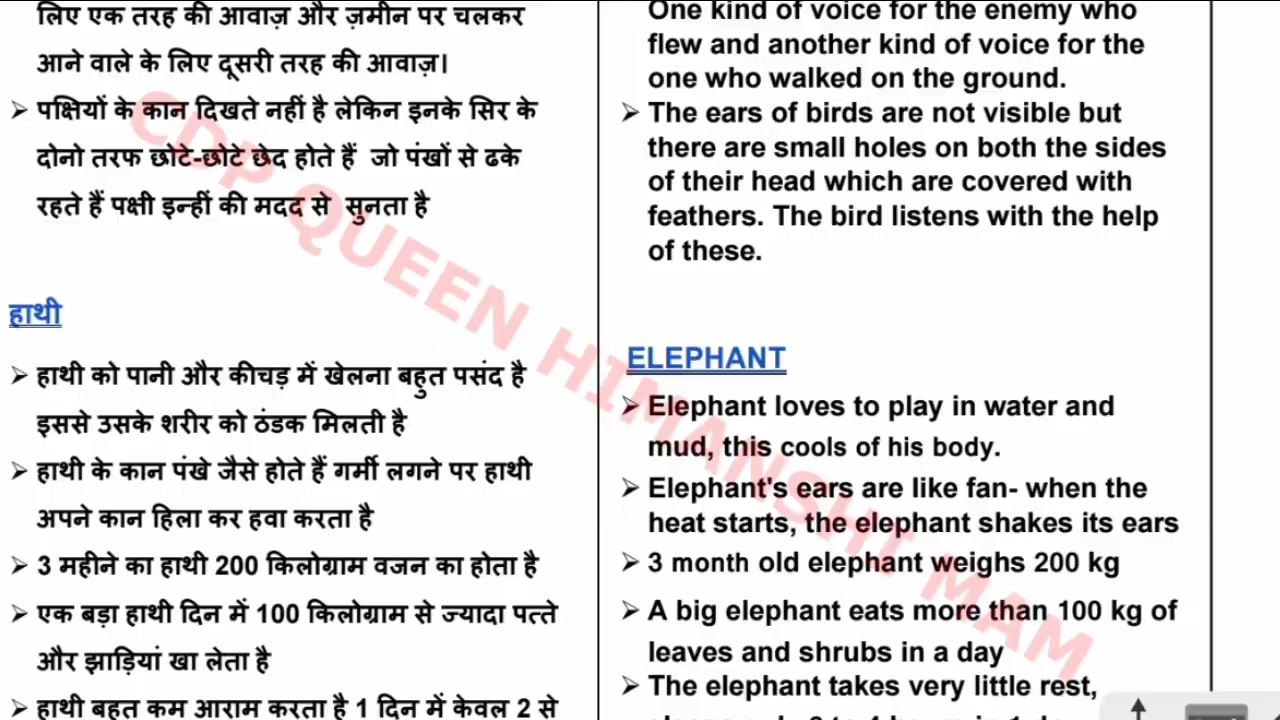 लिए एक तरह की आवाज़ और ज़मीन पर चलकर
आने वाले के लिए दूसरी तरह की आवाज़।
➢ पक्षियों के कान दिखते नहीं है लेकिन इनके सिर के
दोनो तरफ छोटे-छोटे छेद होते हैं जो पंखों से ढके
रहते हैं पक्षी इन्हीं की मदद से सुनता है
हाथी
➢ हाथी को पानी और कीचड़ में खेलना बहुत पसंद है
इससे उसके शरीर को ठंडक मिलती है
➢ हाथी के कान पंखे जैसे होते हैं गर्मी लगने पर हाथी
अपने कान हिला कर हवा करता है
➢ 3 महीने का हाथी 200 किलोग्राम वजन का होता है
➢ एक बड़ा हाथी दिन में 100 किलोग्राम से ज्यादा पत्ते
और झाड़ियां खा लेता है
➢ हाथी बहुत कम आराम करता है 1 दिन में केवल 2 से
One kind of voice for the enemy who
flew and another kind of voice for the
one who walked on the ground.
➢ The ears of birds are not visible but
there are small holes on both the sides
of their head which are covered with
feathers. The bird listens with the help
of these.
ELEPHANT
➢ Elephant loves to play in water and
mud, this cools of his body.
➢ Elephant's ears are like fan- when the
heat starts, the elephant shakes its ears
➢ 3 month old elephant weighs 200 kg
➢ A big elephant eats more than 100 kg of
leaves and shrubs in a day
➢ The elephant takes very little rest,
CDP QUEEN HIMANSHI MAM